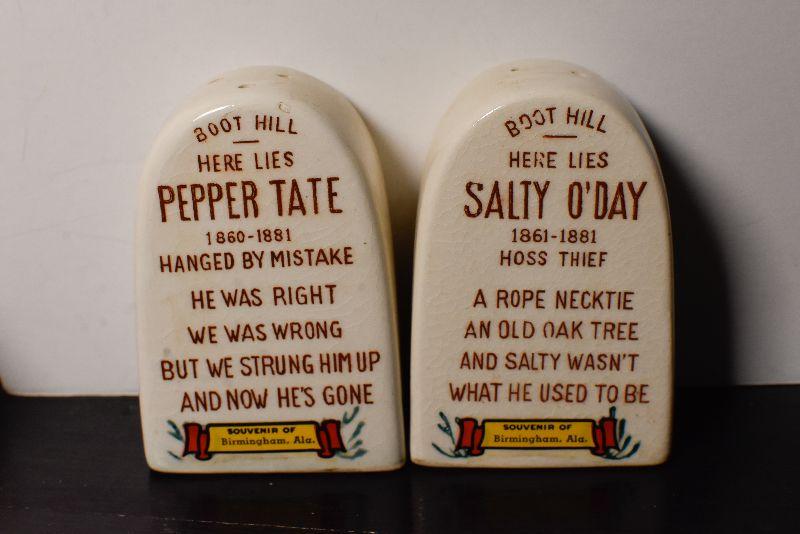 BOOT HILL
HERE LIES
PEPPER TATE
1860-1881
HANGED BY MISTAKE
HE WAS RIGHT
WE WAS WRONG
BUT WE STRUNG HIM UP
AND NOW HE'S GONE
SOUVENIR OF
Birmingham, Ala.
BOOT HILL
HERE LIES
SALTY O'DAY
1861-1881
HOSS THIEF
A ROPE NECKTIE
AN OLD OAK TREE
AND SALTY WASN'T
WHAT HE USED TO BE
SOUVENIR OF
Birmingham, Ala.